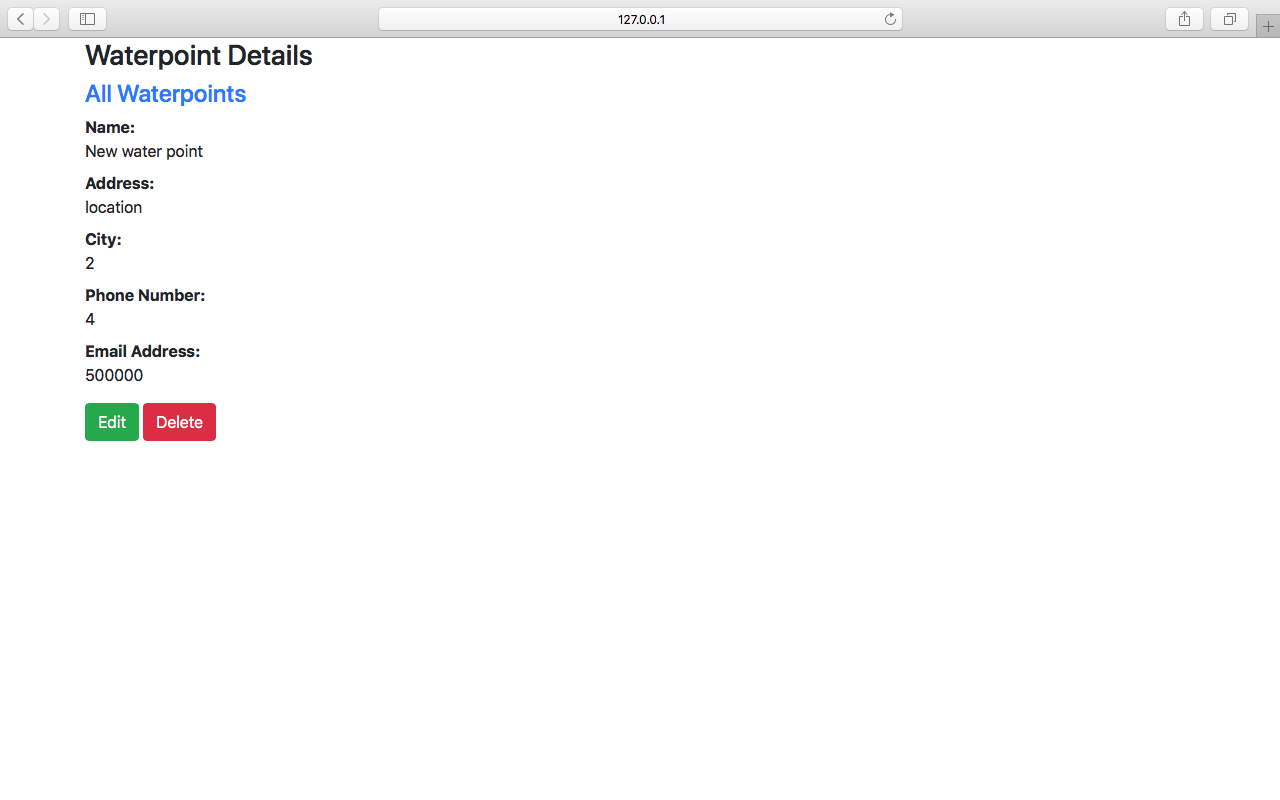 127.0.0.1
Waterpoint Details
All Waterpoints
Name:
New water point
Address:
location
City:
2
Phone Number:
4
Email Address:
500000
Edit Delete